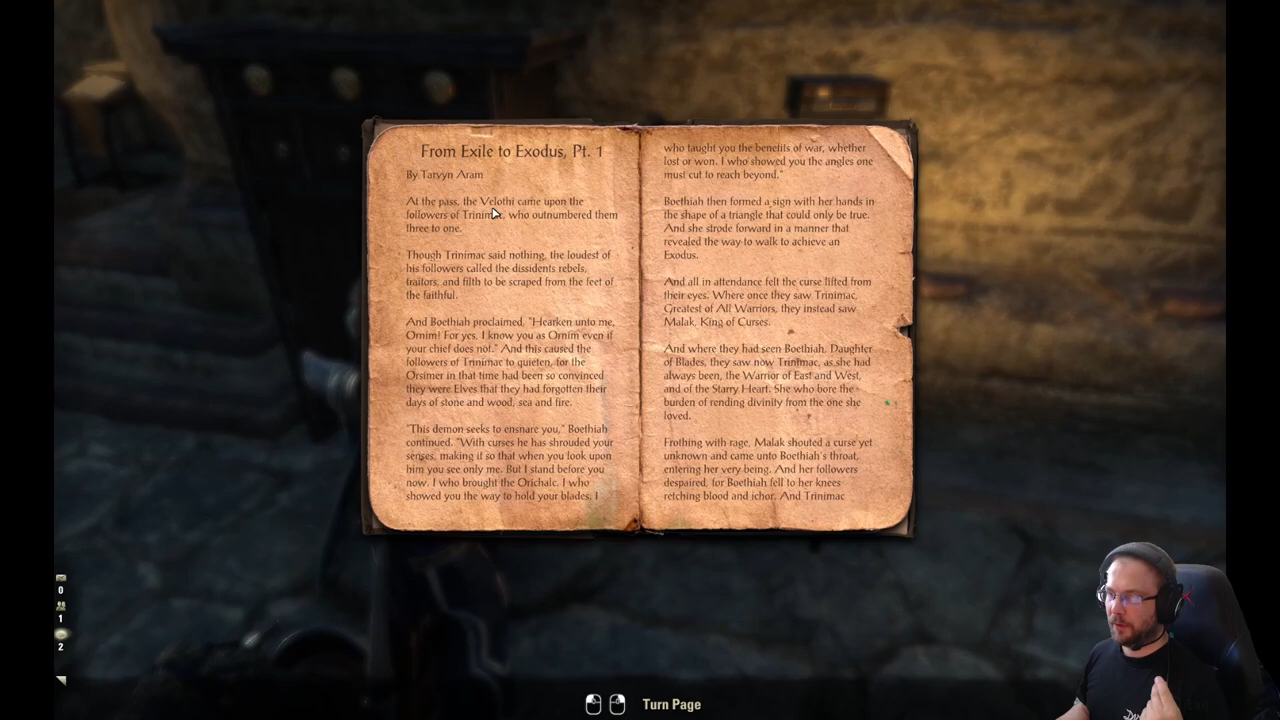 From Exile to Exodus, Pt. 1
By Tarvyn Aram
At the pass, the Velothi came upon the
followers of Trinimac, who outnumbered them
three to one.
Though Trinimac said nothing, the loudest of
his followers called the dissidents rebels,
traitors, and filth to be scraped from the feet of
the faithful.
And Boethiah proclaimed, "Hearken unto me,
Ornim! For yes, I know you as Ornim even if
your chief does not." And this caused the
followers of Trinimac to quieten, for the
Orsimer in that time had been so convinced
they were Elves that they had forgotten their
days of stone and wood, sea and fire.
"This demon seeks to ensnare you," Boethiah
continued. "With curses he has shrouded your
senses, making it so that when you look upon
him you see only me. But I stand before you
now. I who brought the Orichalc. I who
showed you the way to hold your blades. I
who taught you the benefits of war, whether
lost or won. I who showed you the angles one
must cut to reach beyond."
Boethiah then formed a sign with her hands in
the shape of a triangle that could only be true.
And she strode forward in a manner that
revealed the way to walk to achieve an
Exodus.
And all in attendance felt the curse lifted from
their eyes. Where once they saw Trinimac,
Greatest of All Warriors, they instead saw
Malak, King of Curses.
And where they had seen Boethiah, Daughter
of Blades, they saw now Trinimac, as she had
always been, the Warrior of East and West,
and of the Starry Heart. She who bore the
burden of rending divinity from the one she
loved.
Frothing with rage, Malak shouted a curse yet
unknown and came unto Boethiah's throat,
entering her very being. And her followers
despaired, for Boethiah fell to her knees
retching blood and ichor. And Trinimac
0
1
2
Turn Page